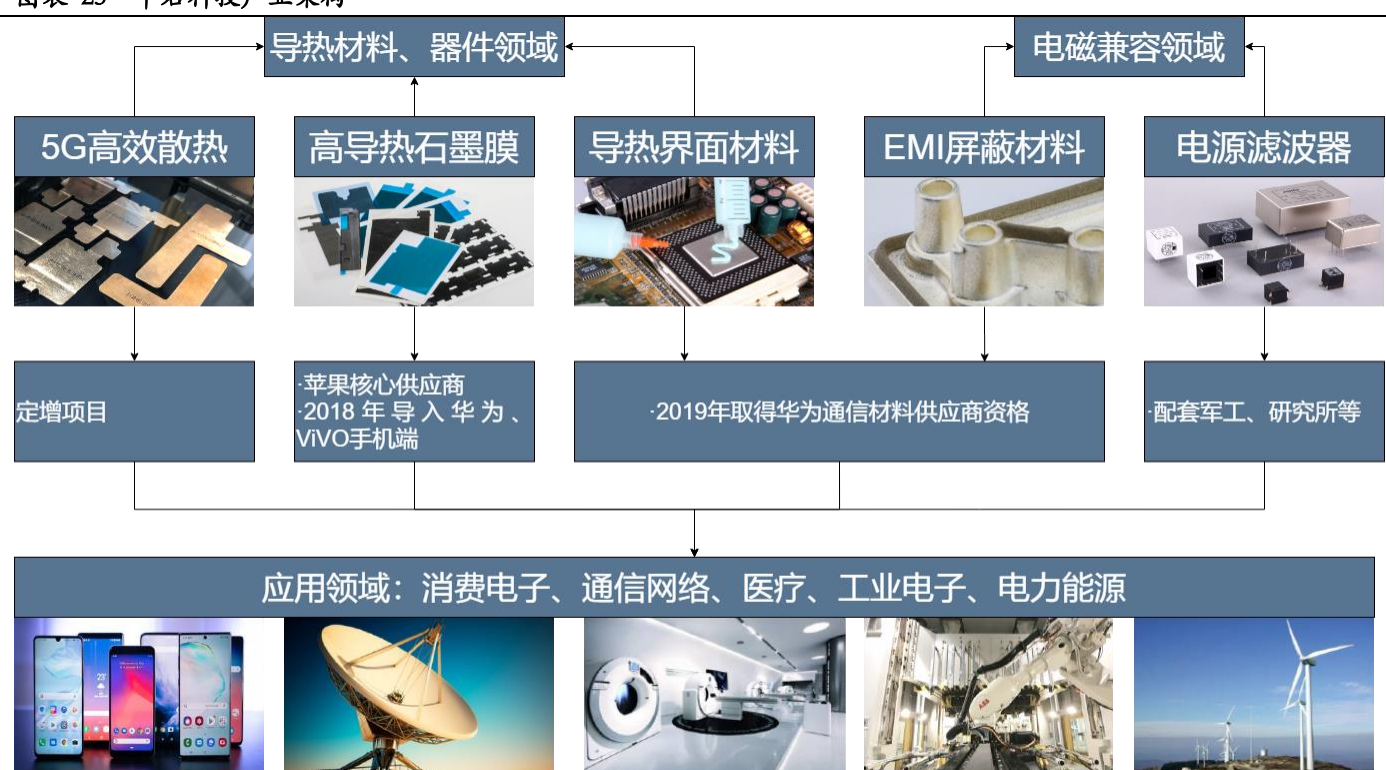 导热材料、器件领域
电磁兼容领域
5G高效散热
高导热石墨膜
导热界面材料
EMI屏蔽材料
电源滤波器
定增项目
·苹果核心供应商
·2018年导入华为、
ViVO手机端
·2019年取得华为通信材料供应商资格
·配套军工、研究所等
应用领域：消费电子、通信网络、医疗、工业电子、电力能源